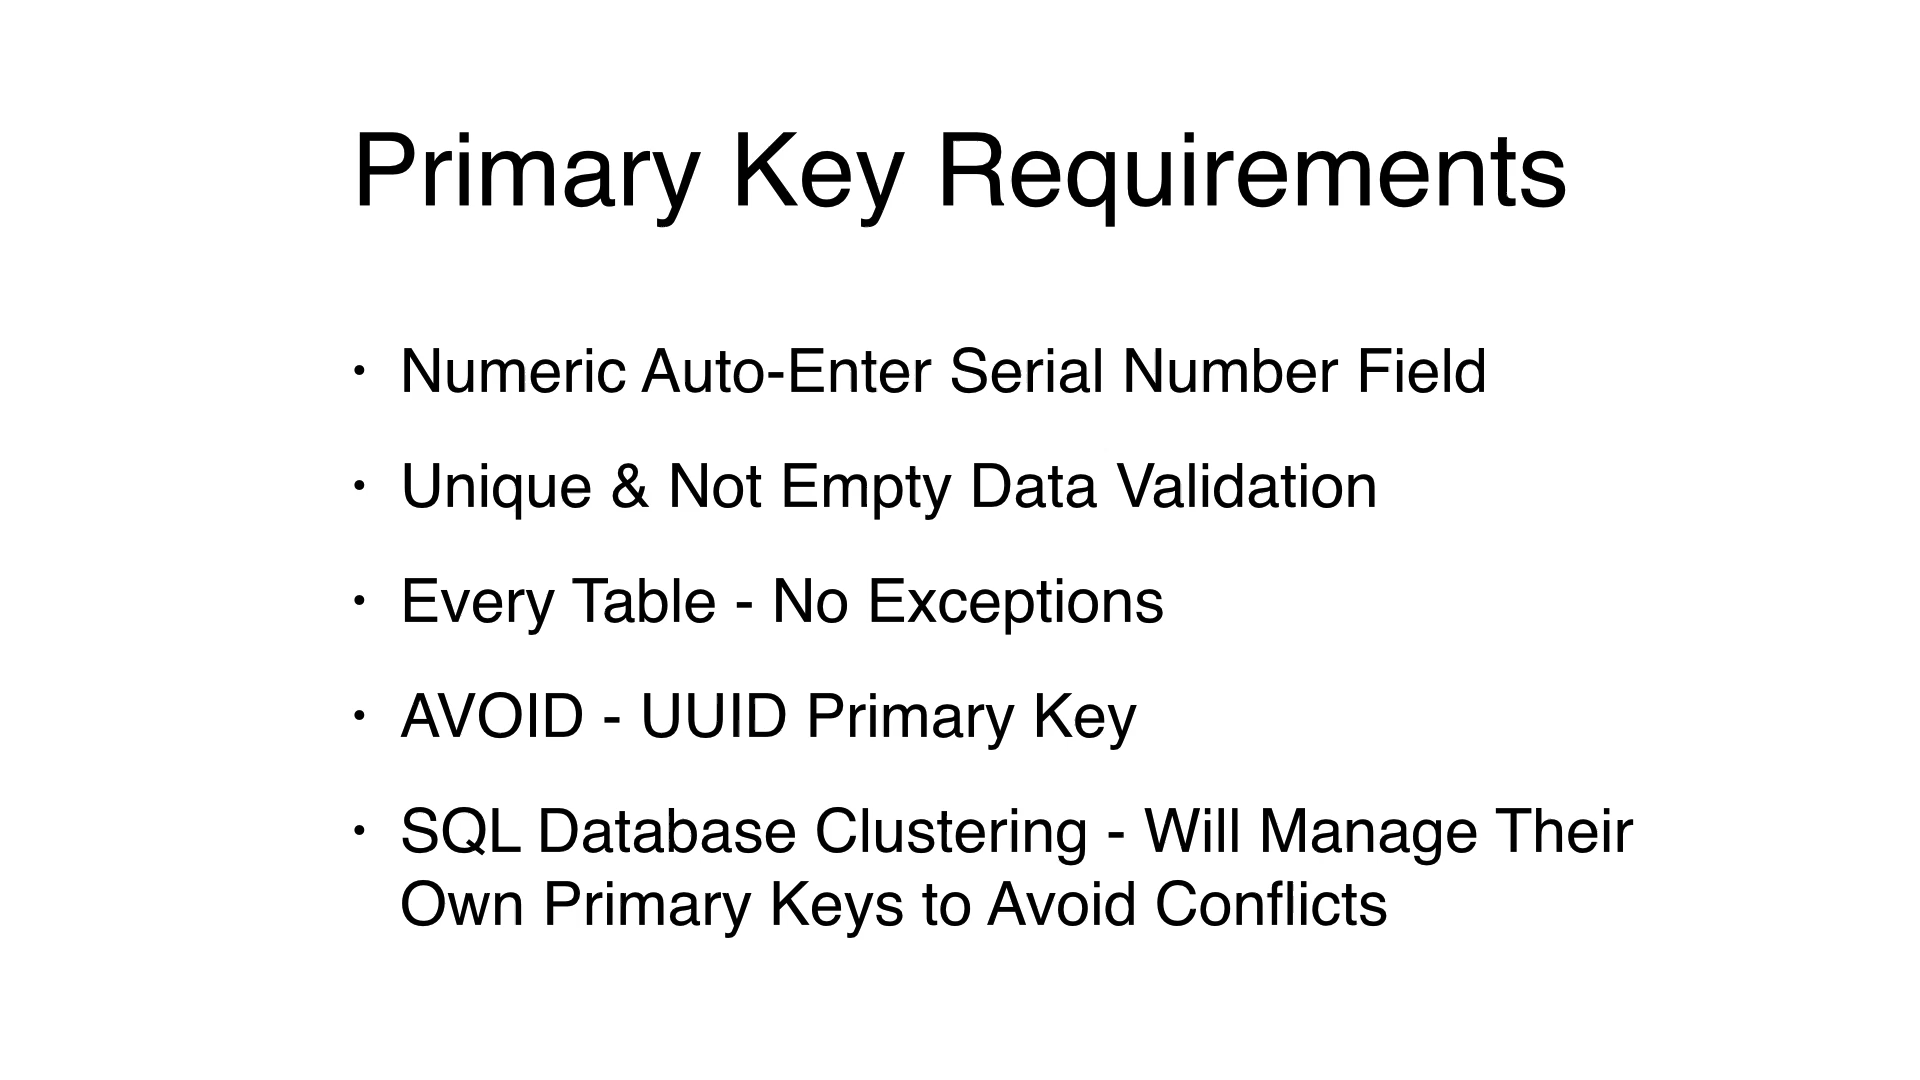 Primary Key Requirements
• Numeric Auto-Enter Serial Number Field
• Unique & Not Empty Data Validation
• Every Table - No Exceptions
• AVOID - UUID Primary Key
• SQL Database Clustering - Will Manage Their
Own Primary Keys to Avoid Conflicts